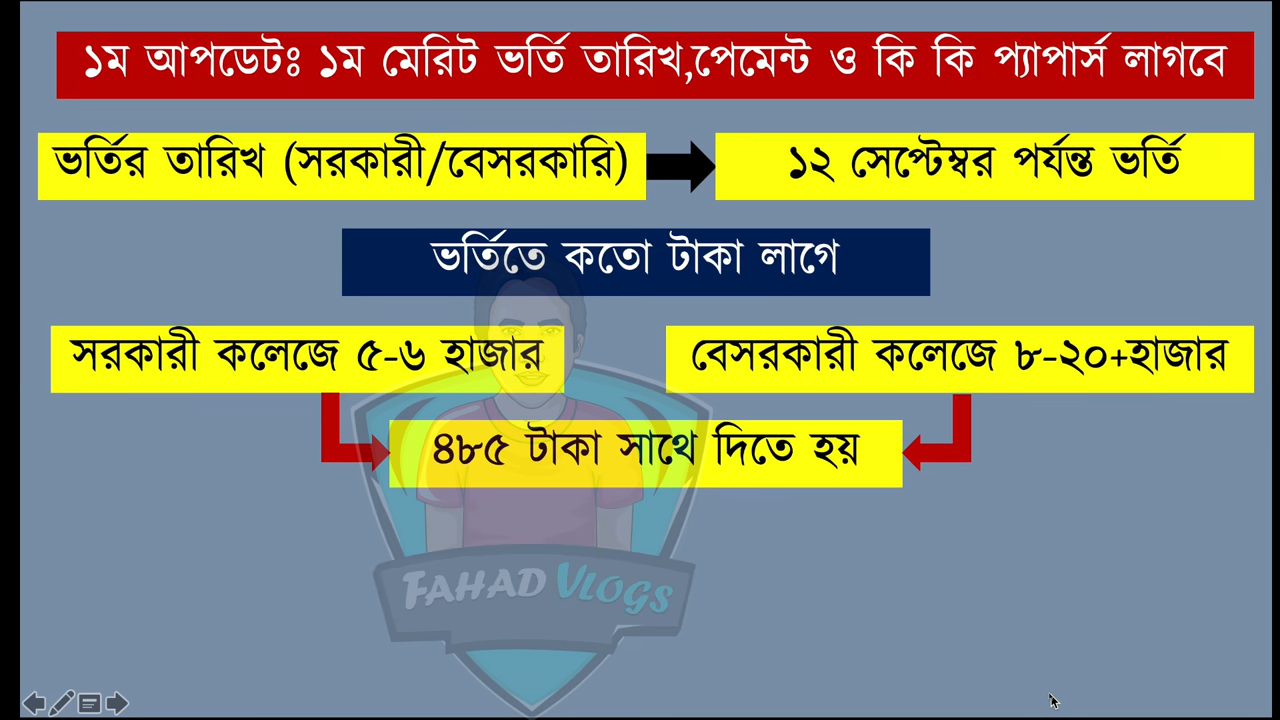 ১ম আপডেটঃ ১ম মেরিট ভর্তি তারিখ,পেমেন্ট ও কি কি প্যাপার্স লাগবে
ভর্তির তারিখ (সরকারী/বেসরকারি)
১২ সেপ্টেম্বর পর্যন্ত ভর্তি
ভর্তিতে কতো টাকা লাগে
সরকারী কলেজে ৫-৬ হাজার
বেসরকারী কলেজে ৮-২০+হাজার
৪৮৫ টাকা সাথে দিতে হয়
FAHAD VLOGS